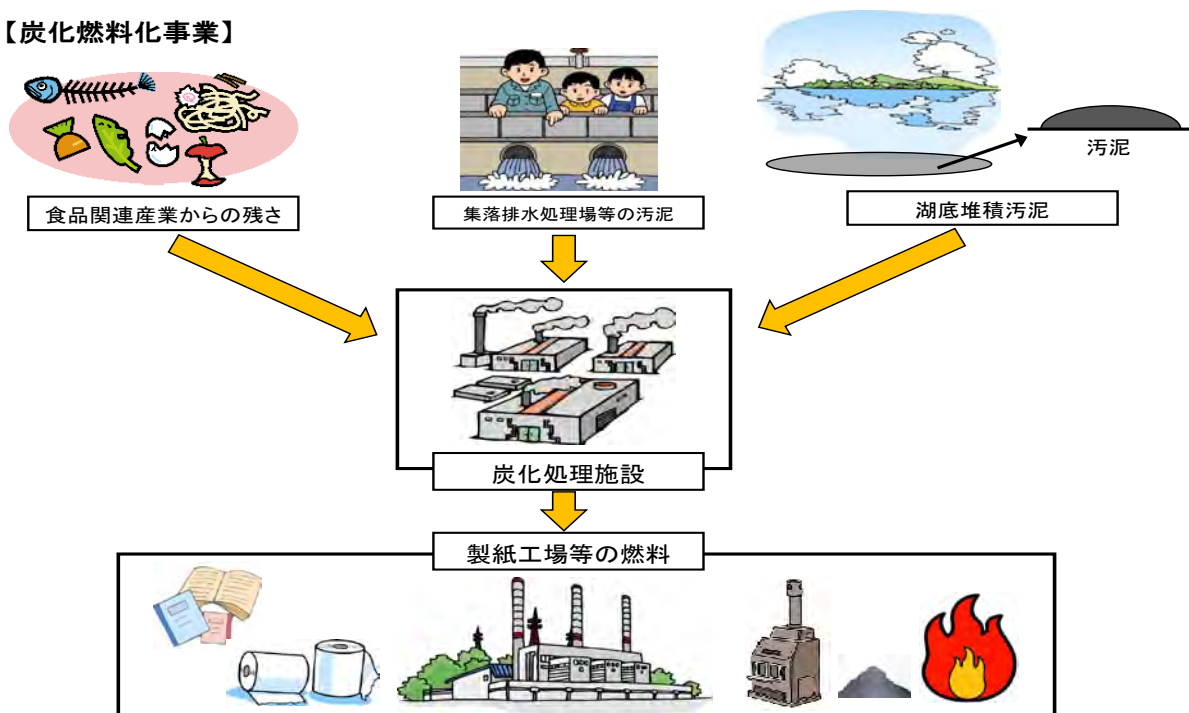 【炭化燃料化事業】
汚泥
食品関連産業からの残さ
集落排水処理場等の汚泥
湖底堆積汚泥
炭化処理施設
製紙工場等の燃料